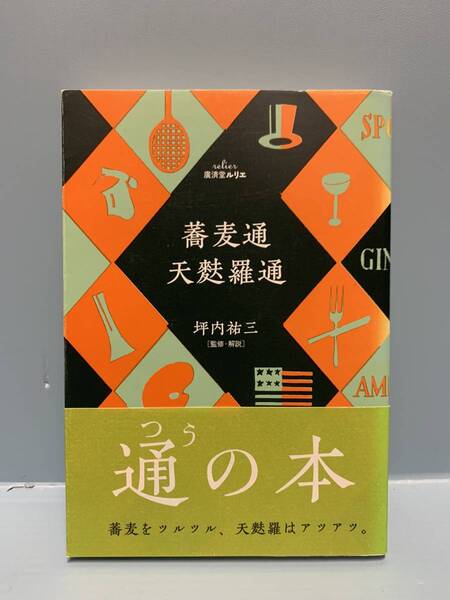 relier
廣済堂ルリエ
蕎麦通
天麩羅通
坪内祐三
[監修・解説]
SPO
GIN
AM
つう
通の本
蕎麦をツルツル、天麩羅はアツアツ。